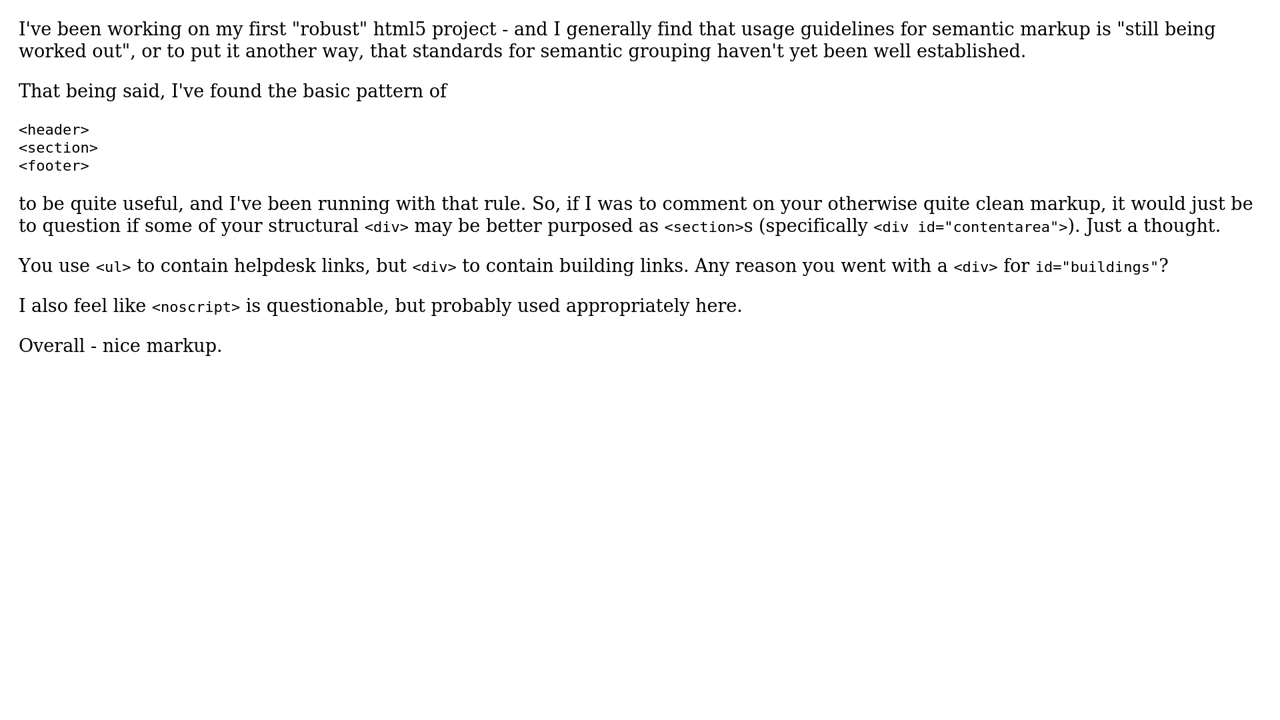 I've been working on my first "robust" html5 project - and I generally find that usage guidelines for semantic markup is "still being
worked out", or to put it another way, that standards for semantic grouping haven't yet been well established.
That being said, I've found the basic pattern of
<header>
<section>
<footer>
to be quite useful, and I've been running with that rule. So, if I was to comment on your otherwise quite clean markup, it would just be
to question if some of your structural <div> may be better purposed as <section>s (specifically <div id="contentarea">). Just a thought.
You use <ul> to contain helpdesk links, but <div> to contain building links. Any reason you went with a <div> for id="buildings"?
I also feel like <noscript> is questionable, but probably used appropriately here.
Overall - nice markup.